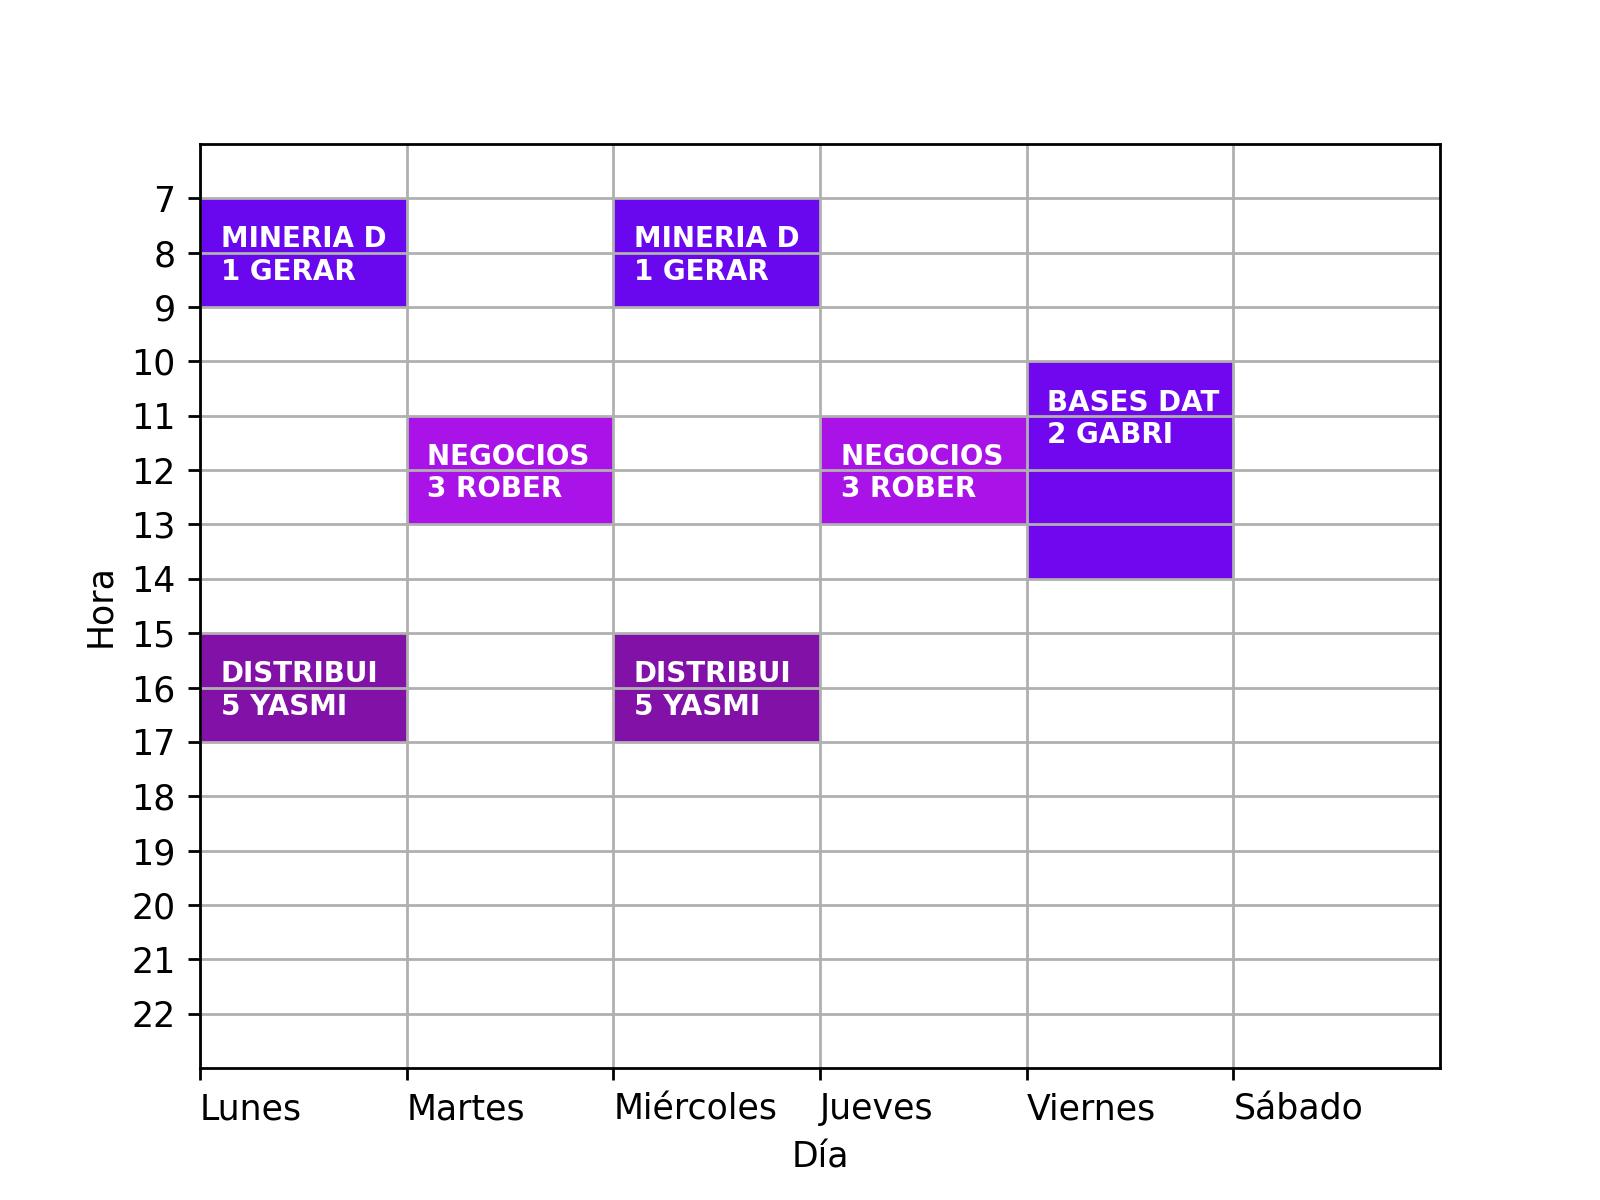 7
MINERIA D
1 GERAR
MINERIA D
1 GERAR
8
9
10
BASES DAT
2 GABRI
11
NEGOCIOS
3 ROBER
NEGOCIOS
3 ROBER
12
13
14
Hora
15
DISTRIBUI
5 YASMI
DISTRIBUI
5 YASMI
16
17
18
19
20
21
22
Lunes Martes Miércoles Jueves Viernes Sábado
Día